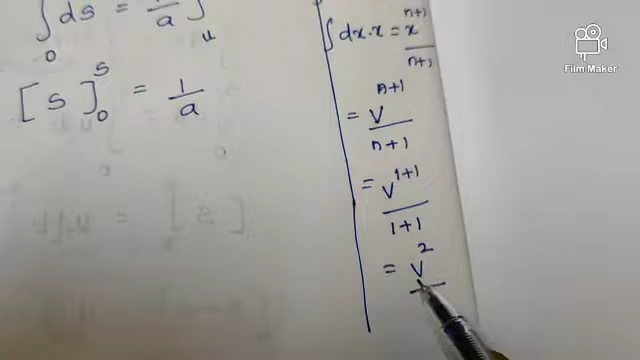 ∫₀ ds = 1/a ∫ᵤ
[s]₀ˢ = 1/a
∫dx.x = xⁿ⁺¹/n+1
= vⁿ⁺¹/n+1
= v¹⁺¹/1+1
= v²
Film Maker